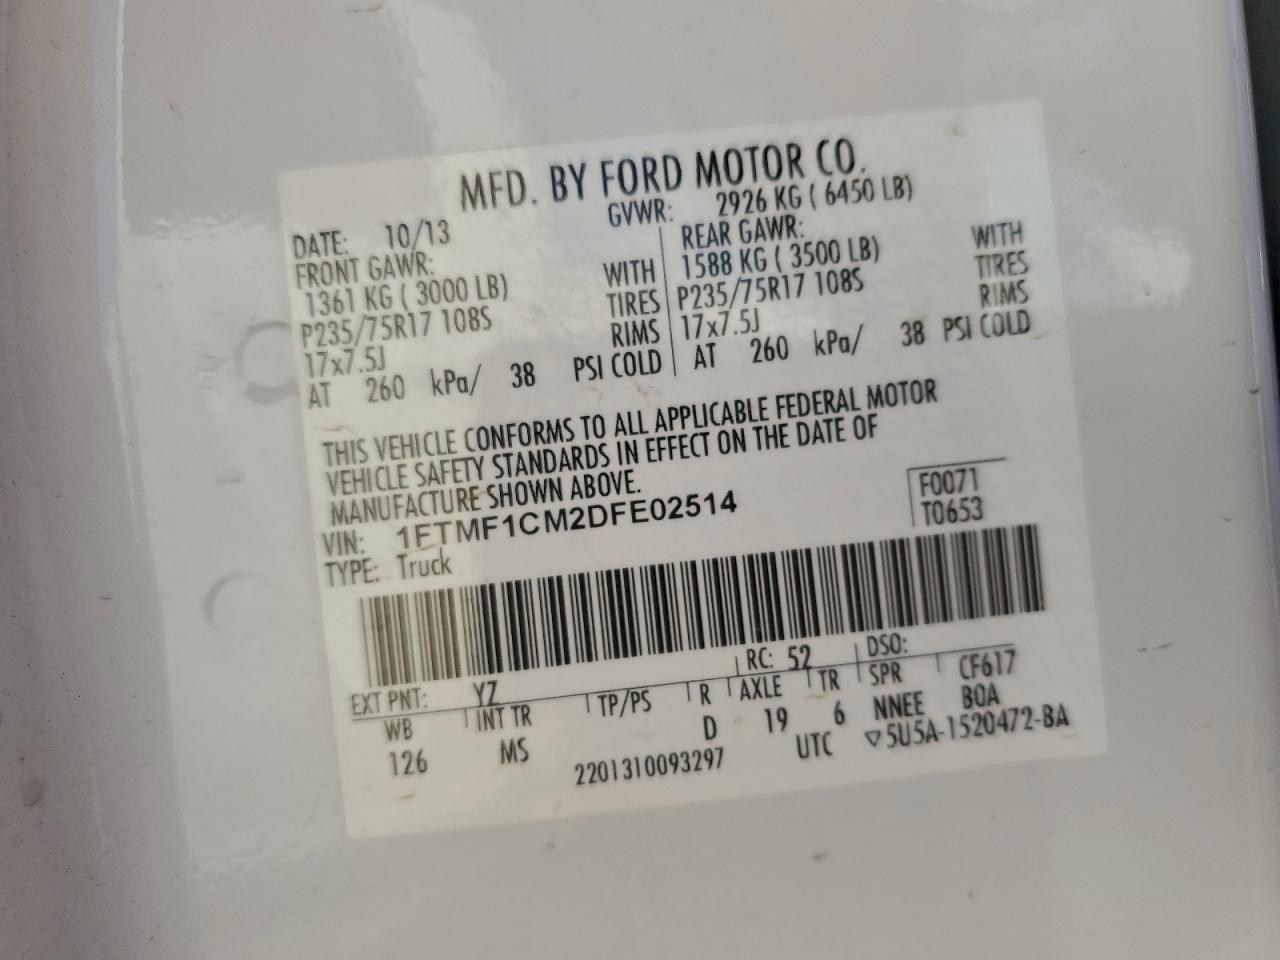 MFD. BY FORD MOTOR CO.
DATE: 10/13 GVWR: 2926 KG ( 6450 LB)
FRONT GAWR: REAR GAWR:
1361 KG ( 3000 LB) WITH 1588 KG ( 3500 LB) WITH
P235/75R17 108S TIRES P235/75R17 108S TIRES
17x7.5J RIMS 17x7.5J RIMS
AT 260 kPa/ 38 PSI COLD AT 260 kPa/ 38 PSI COLD
THIS VEHICLE CONFORMS TO ALL APPLICABLE FEDERAL MOTOR
VEHICLE SAFETY STANDARDS IN EFFECT ON THE DATE OF
MANUFACTURE SHOWN ABOVE.
VIN: 1FTMF1CM2DFE02514 F0071
TYPE: Truck T0653
EXT PNT: YZ RC: 52 DSO:
WB INT TR TP/PS R AXLE TR SPR CF617
126 MS D 19 6 NNEE BOA
2201310093297 UTC ▽5U5A-1520472-BA